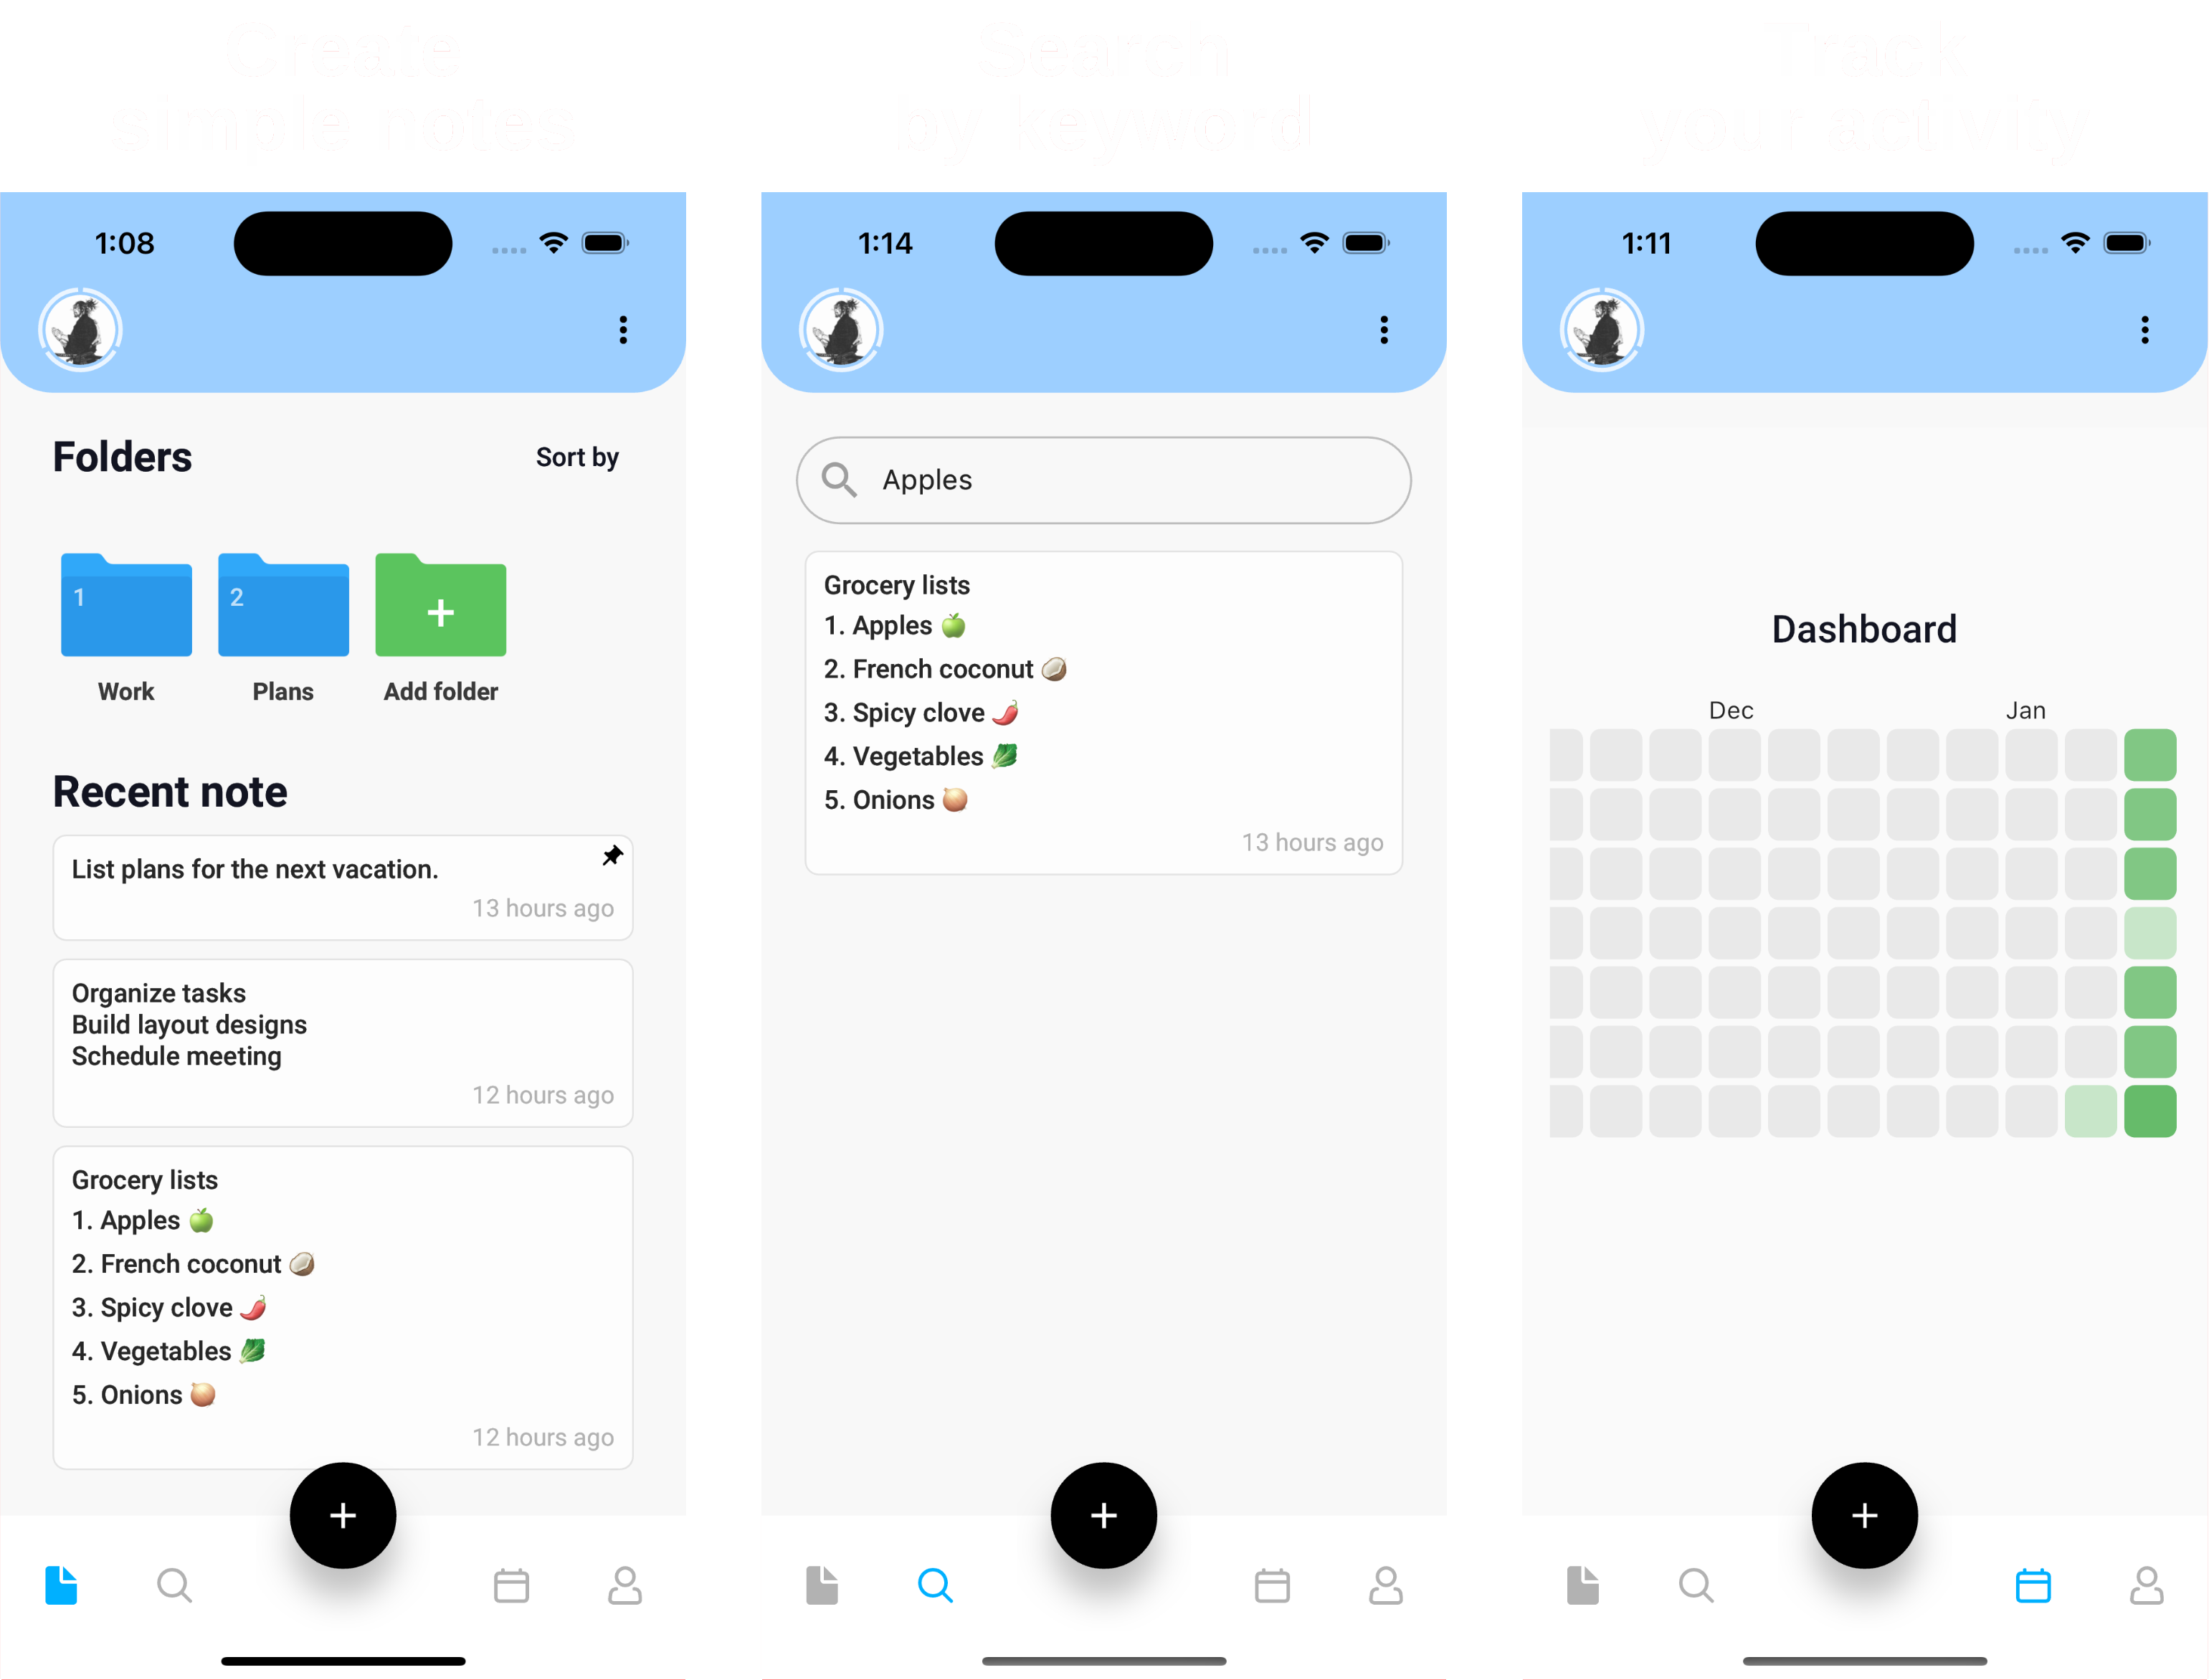 Create
simple notes
1:08
Folders
Sort by
1
2
Work
Plans
Add folder
Recent note
List plans for the next vacation.
13 hours ago
Organize tasks
Build layout designs
Schedule meeting
12 hours ago
Grocery lists
1. Apples 🍏
2. French coconut 🥥
3. Spicy clove 🌶️
4. Vegetables 🥬
5. Onions 🧅
12 hours ago
Search
by keyword
1:14
Apples
Grocery lists
1. Apples 🍏
2. French coconut 🥥
3. Spicy clove 🌶️
4. Vegetables 🥬
5. Onions 🧅
13 hours ago
Track
your activity
1:11
Dashboard
Dec
Jan